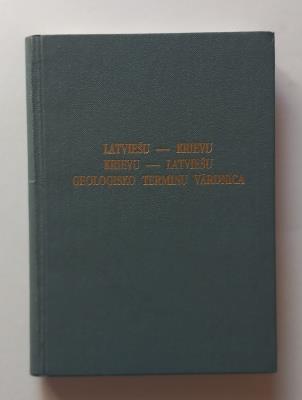 LATVIEŠU — KRIEVU
KRIEVU — LATVIEŠU
ĢEOLOĢISKO TERMINU VĀRDNĪCA